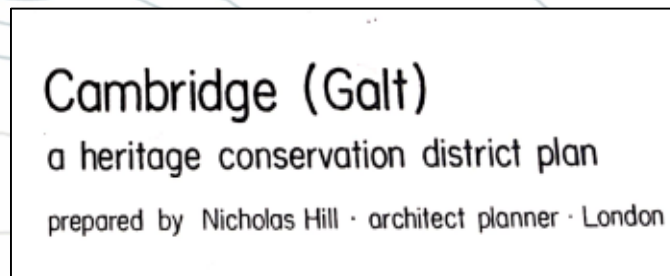 Cambridge (Galt)
a heritage conservation district plan
prepared by Nicholas Hill · architect planner · London